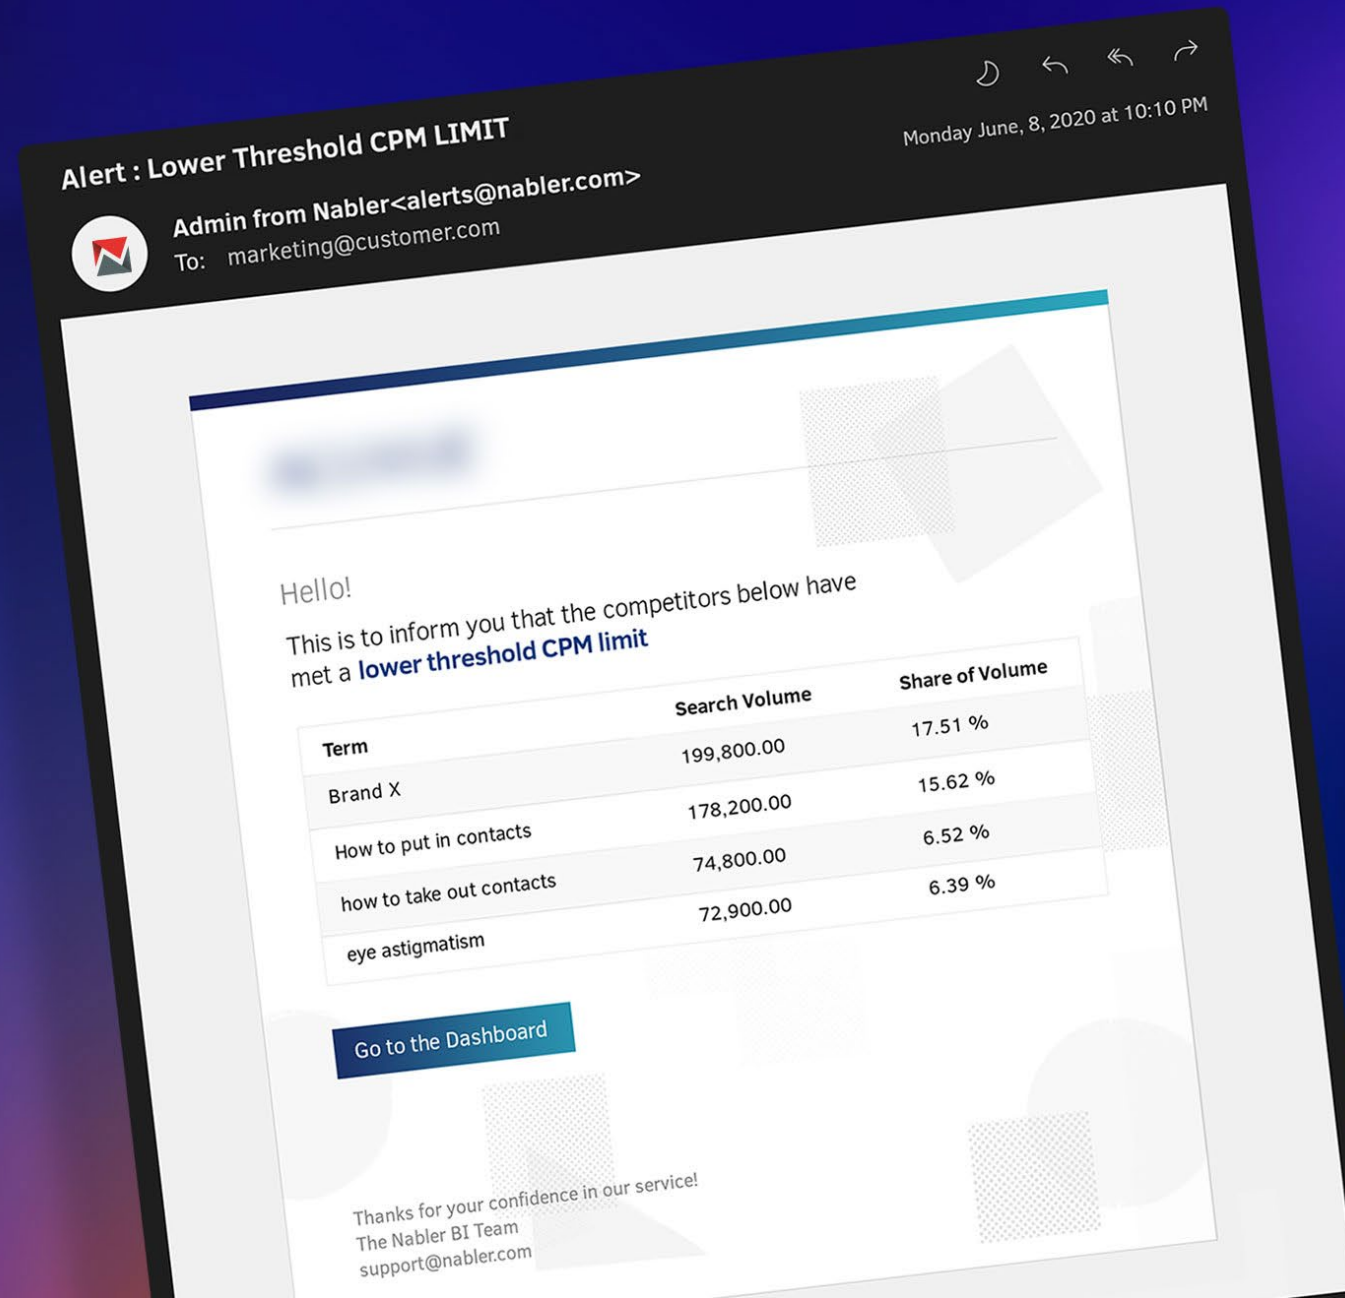 Alert : Lower Threshold CPM LIMIT
Monday June, 8, 2020 at 10:10 PM
Admin from Nabler<alerts@nabler.com>
To: marketing@customer.com
Hello!
This is to inform you that the competitors below have
met a lower threshold CPM limit
Term Search Volume Share of Volume
Brand X 199,800.00 17.51 %
How to put in contacts 178,200.00 15.62 %
how to take out contacts 74,800.00 6.52 %
eye astigmatism 72,900.00 6.39 %
Go to the Dashboard
Thanks for your confidence in our service!
The Nabler BI Team
support@nabler.com